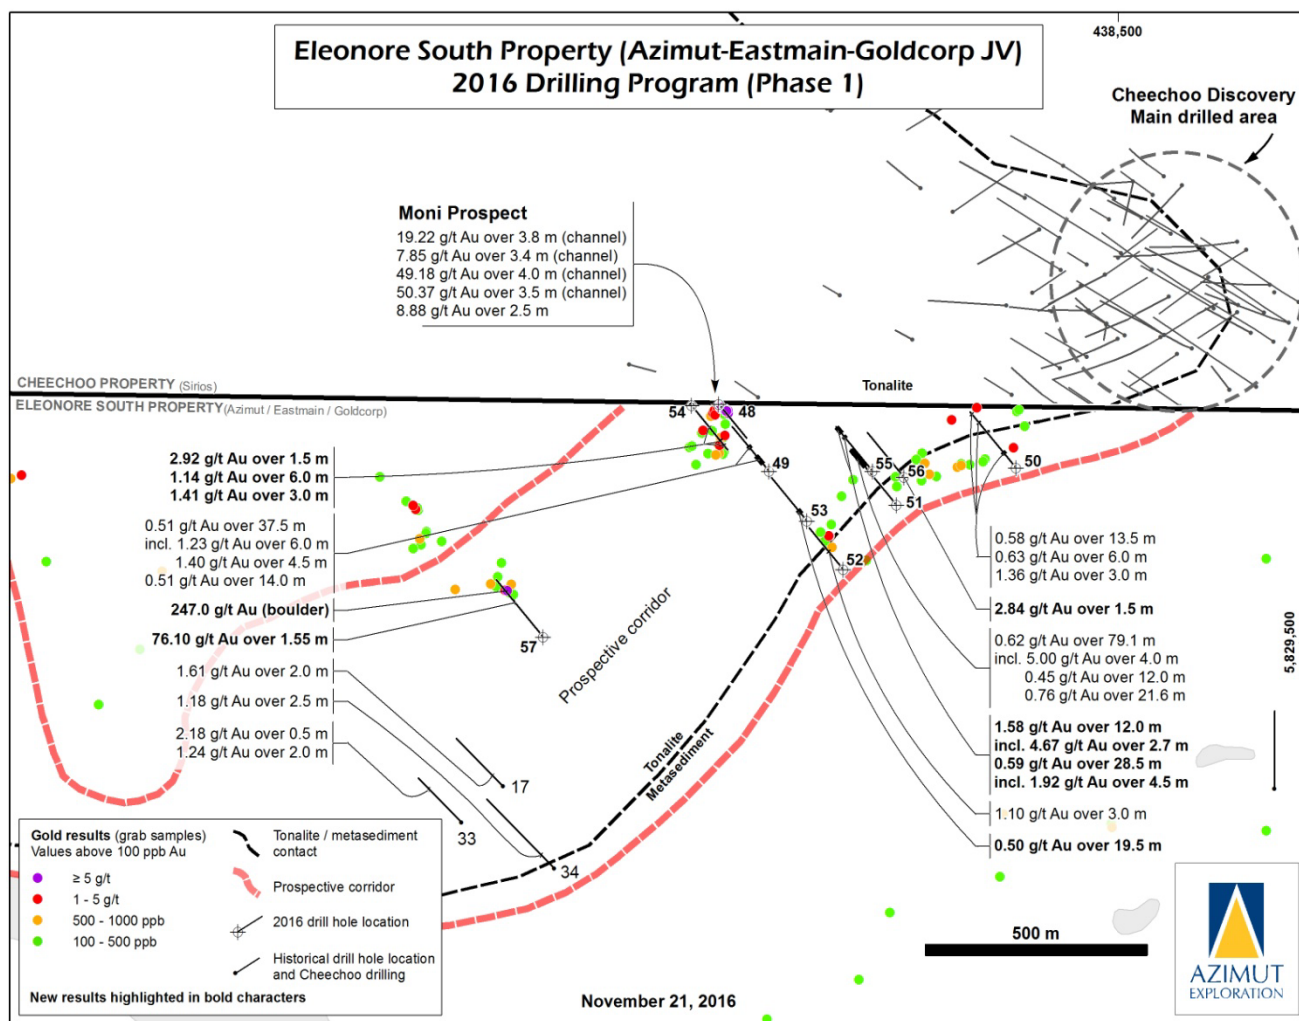 438,500
Eleonore South Property (Azimut-Eastmain-Goldcorp JV)
2016 Drilling Program (Phase 1)
Cheechoo Discovery
Main drilled area
Moni Prospect
19.22 g/t Au over 3.8 m (channel)
7.85 g/t Au over 3.4 m (channel)
49.18 g/t Au over 4.0 m (channel)
50.37 g/t Au over 3.5 m (channel)
8.88 g/t Au over 2.5 m
CHEECHOO PROPERTY (Sirios)
Tonalite
ELEONORE SOUTH PROPERTY (Azimut / Eastmain / Goldcorp)
54
48
49
55
56
50
51
53
52
57
2.92 g/t Au over 1.5 m
1.14 g/t Au over 6.0 m
1.41 g/t Au over 3.0 m
0.51 g/t Au over 37.5 m
incl. 1.23 g/t Au over 6.0 m
1.40 g/t Au over 4.5 m
0.51 g/t Au over 14.0 m
247.0 g/t Au (boulder)
76.10 g/t Au over 1.55 m
1.61 g/t Au over 2.0 m
1.18 g/t Au over 2.5 m
2.18 g/t Au over 0.5 m
1.24 g/t Au over 2.0 m
17
33
34
Prospective corridor
Tonalite
Metasediment
0.58 g/t Au over 13.5 m
0.63 g/t Au over 6.0 m
1.36 g/t Au over 3.0 m
2.84 g/t Au over 1.5 m
0.62 g/t Au over 79.1 m
incl. 5.00 g/t Au over 4.0 m
0.45 g/t Au over 12.0 m
0.76 g/t Au over 21.6 m
1.58 g/t Au over 12.0 m
incl. 4.67 g/t Au over 2.7 m
0.59 g/t Au over 28.5 m
incl. 1.92 g/t Au over 4.5 m
1.10 g/t Au over 3.0 m
0.50 g/t Au over 19.5 m
5,829,500
Gold results (grab samples)
Values above 100 ppb Au
≥ 5 g/t
1 - 5 g/t
500 - 1000 ppb
100 - 500 ppb
Tonalite / metasediment
contact
Prospective corridor
2016 drill hole location
Historical drill hole location
and Cheechoo drilling
New results highlighted in bold characters
November 21, 2016
500 m
AZIMUT
EXPLORATION